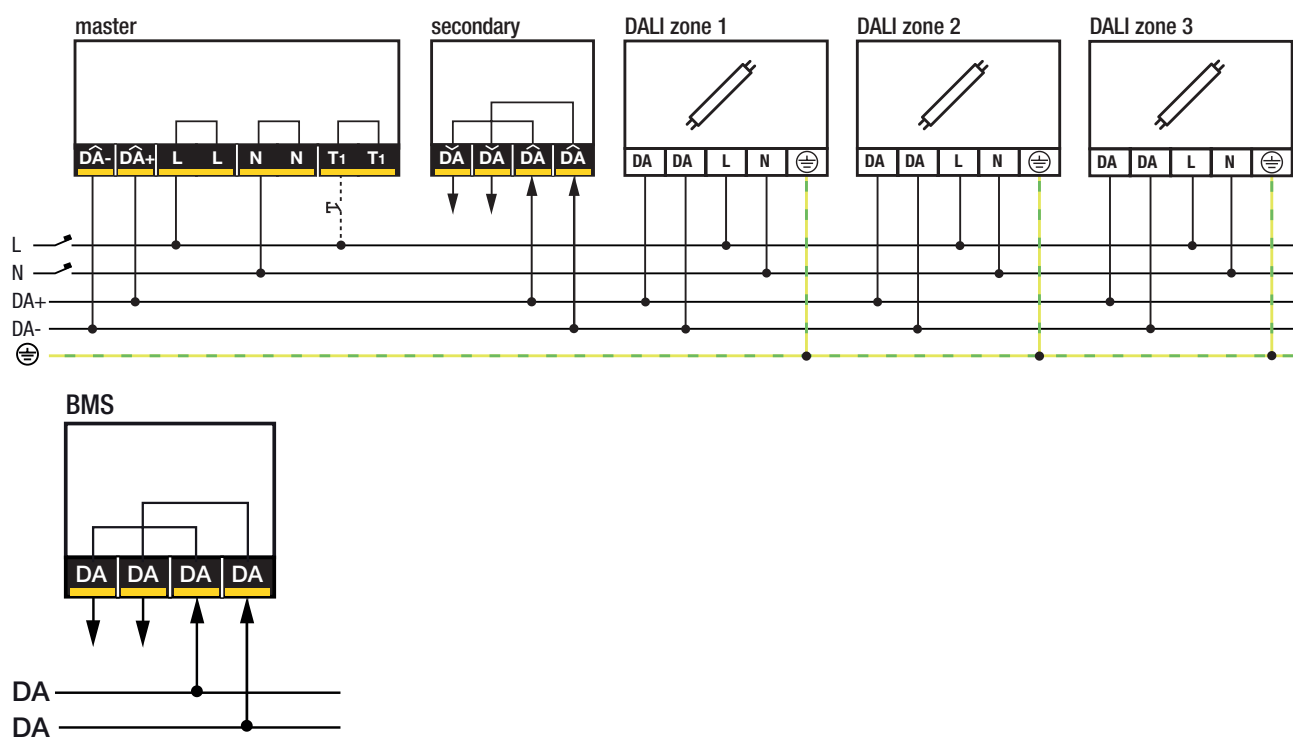 master secondary DALI zone 1 DALI zone 2 DALI zone 3
DA- DA+ L L N N T1 T1 DA DA DA DA DA DA L N DA DA L N DA DA L N
L
N
DA+
DA-
BMS
DA DA DA DA
DA
DA